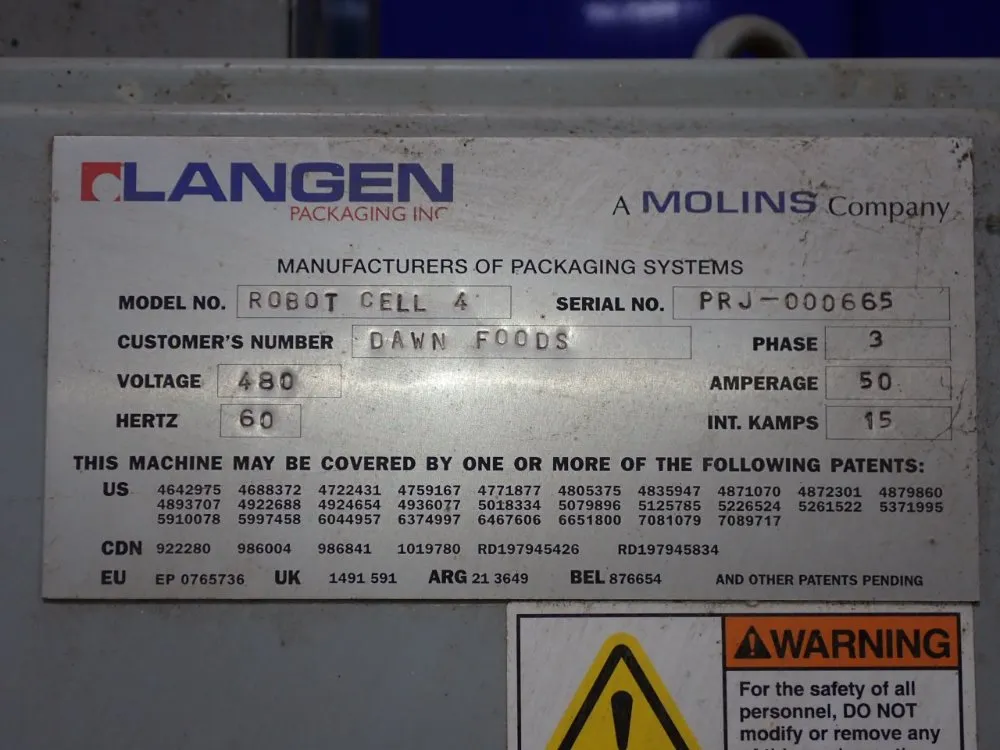 LANGEN
PACKAGING INC
A MOLINS Company
MANUFACTURERS OF PACKAGING SYSTEMS
MODEL NO. ROBOT CELL 4 SERIAL NO. PRJ-000665
CUSTOMER'S NUMBER DAWN FOODS PHASE 3
VOLTAGE 480 AMPERAGE 50
HERTZ 60 INT. KAMPS 15
THIS MACHINE MAY BE COVERED BY ONE OR MORE OF THE FOLLOWING PATENTS:
US 4642975 4688372 4722431 4759167 4771877 4805375 4835947 4871070 4872301 4879860
4893707 4922688 4924654 4936077 5018334 5079896 5125785 5226524 5261522 5371995
5910078 5997458 6044957 6374997 6467606 6651800 7081079 7089717
CDN 922280 986004 986841 1019780 RD197945426 RD197945834
EU EP 0765736 UK 1491 591 ARG 21 3649 BEL 876654 AND OTHER PATENTS PENDING
WARNING
For the safety of all
personnel, DO NOT
modify or remove any